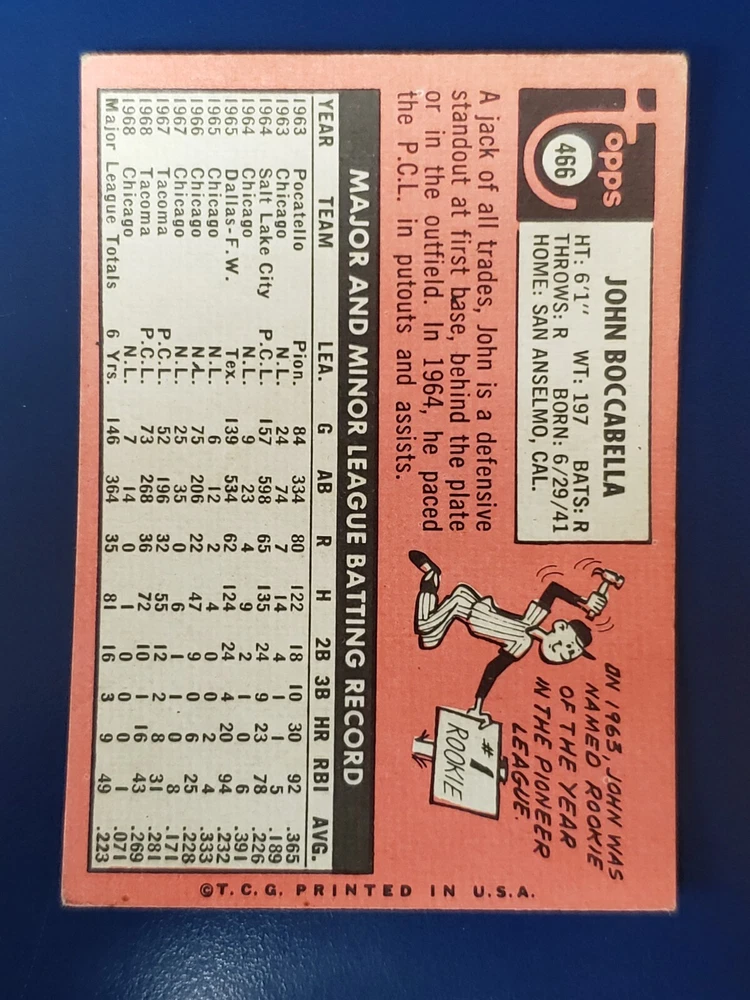 Topps
466
JOHN BOCCABELLA
HT: 6'1" WT: 197 BATS: R
THROWS: R BORN: 6/29/41
HOME: SAN ANSELMO, CAL.
A jack of all trades, John is a defensive
standout at first base, behind the plate
or in the outfield. In 1964, he paced
the P.C.L. in putouts and assists.
ON 1963, JOHN WAS
NAMED ROOKIE
OF THE YEAR
IN THE PIONEER
LEAGUE.
#1
ROOKIE
MAJOR AND MINOR LEAGUE BATTING RECORD
YEAR TEAM LEA. G AB R H 2B 3B HR RBI AVG.
1963 Pocatello Pion. 84 334 80 122 18 10 30 92 .365
1963 Chicago N.L. 24 74 7 14 4 1 1 5 .189
1964 Salt Lake City P.C.L. 157 598 65 135 24 9 23 78 .226
1964 Chicago N.L. 9 23 4 9 2 1 0 6 .391
1965 Dallas-F.W. Tex. 139 534 62 124 24 4 20 94 .232
1965 Chicago N.L. 6 12 2 4 0 0 2 4 .333
1966 Chicago N.L. 75 206 22 47 9 0 6 25 .228
1967 Chicago N.L. 25 35 0 6 1 1 0 8 .171
1967 Tacoma P.C.L. 52 196 32 55 12 2 8 31 .281
1968 Tacoma P.C.L. 73 268 36 72 10 1 16 43 .269
1968 Chicago N.L. 7 14 0 1 0 0 0 1 .071
Major League Totals 6 Yrs. 146 364 35 81 16 3 9 49 .223
©T.C.G. PRINTED IN U.S.A.